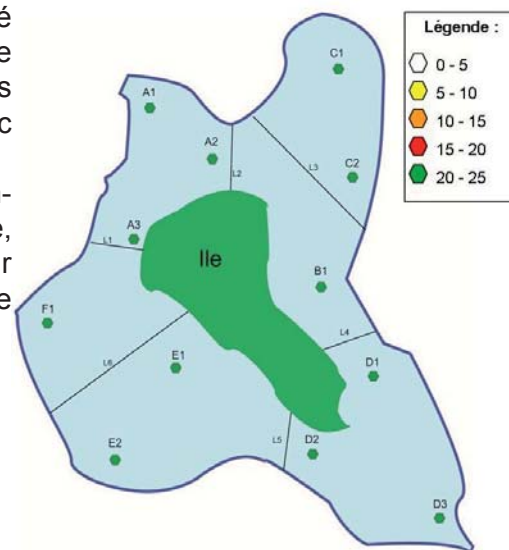 é
e
s
c
-
e,
r
e
Légende :
0 - 5
5 - 10
10 - 15
15 - 20
20 - 25
C1
A1
A2
L2
L3
C2
A3
L1
Ile
B1
F1
L4
L6
E1
D1
L5
D2
E2
D3